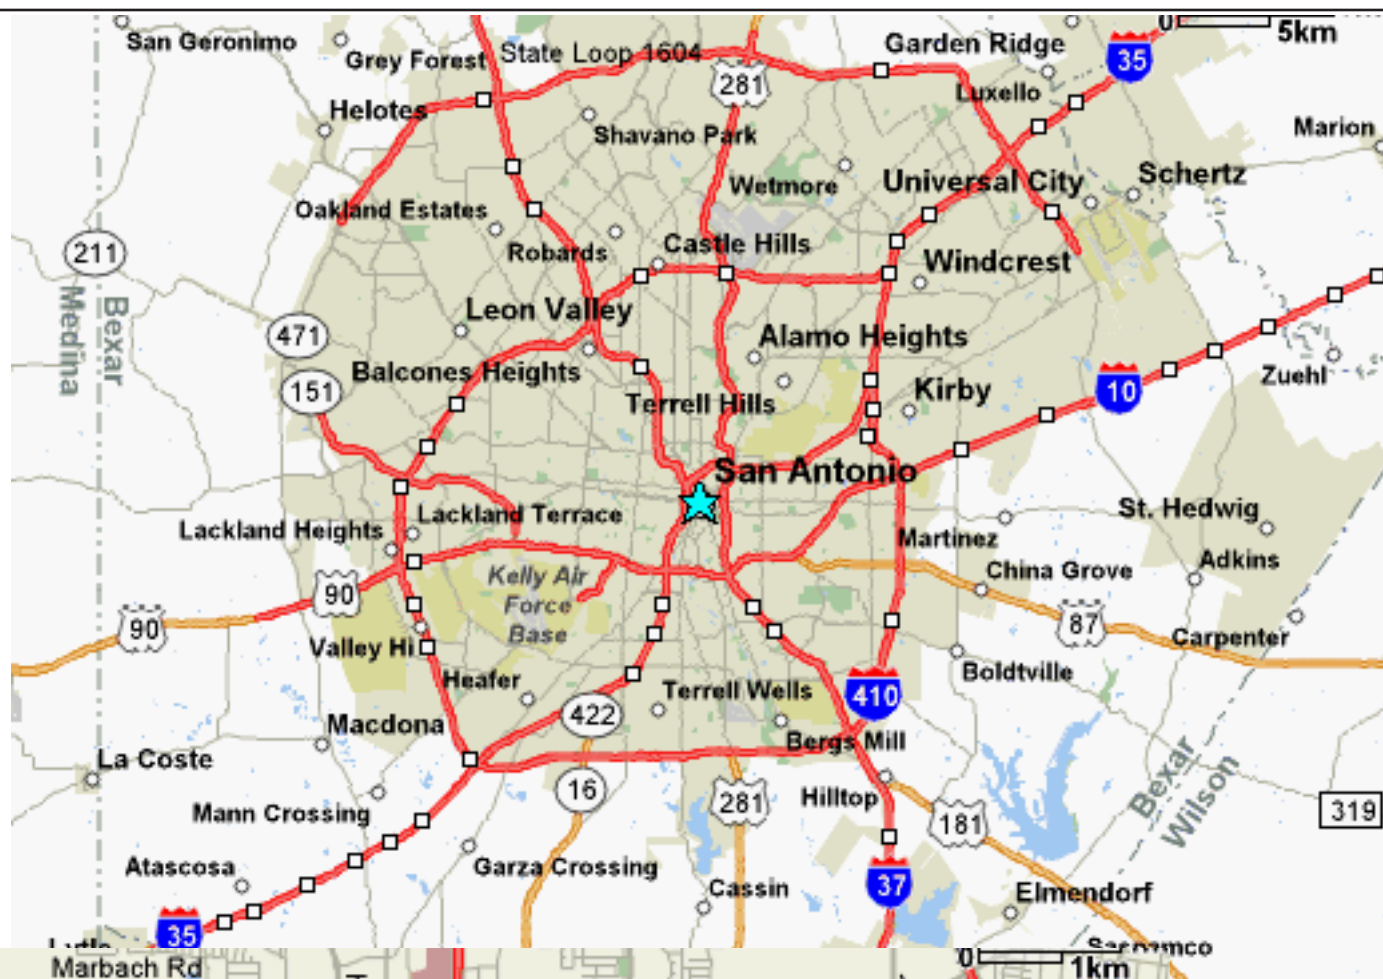 0
5km
San Geronimo
Grey Forest
State Loop 1604
Garden Ridge
35
281
Luxello
Helotes
Shavano Park
Marion
Wetmore
Universal City
Schertz
Oakland Estates
Robards
Castle Hills
211
Windcrest
Medina
Bexar
Leon Valley
471
Alamo Heights
Balcones Heights
151
Kirby
10
Zuehl
Terrell Hills
San Antonio
Lackland Heights
Lackland Terrace
St. Hedwig
Martinez
Adkins
Kelly Air
Force
Base
China Grove
90
90
87
Carpenter
Valley Hi
Heafer
Terrell Wells
Boldtville
410
422
Macdona
Bergs Mill
La Coste
16
281
Hilltop
Mann Crossing
181
Bexar
Wilson
319
Atascosa
Garza Crossing
Cassin
37
Elmendorf
35
Marbach Rd
0
1km